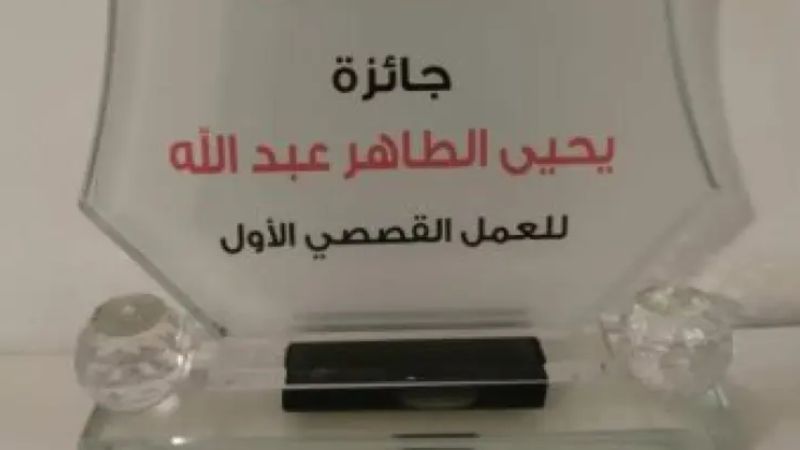 جائزة
يحيى الطاهر عبد الله
للعمل القصصي الأول